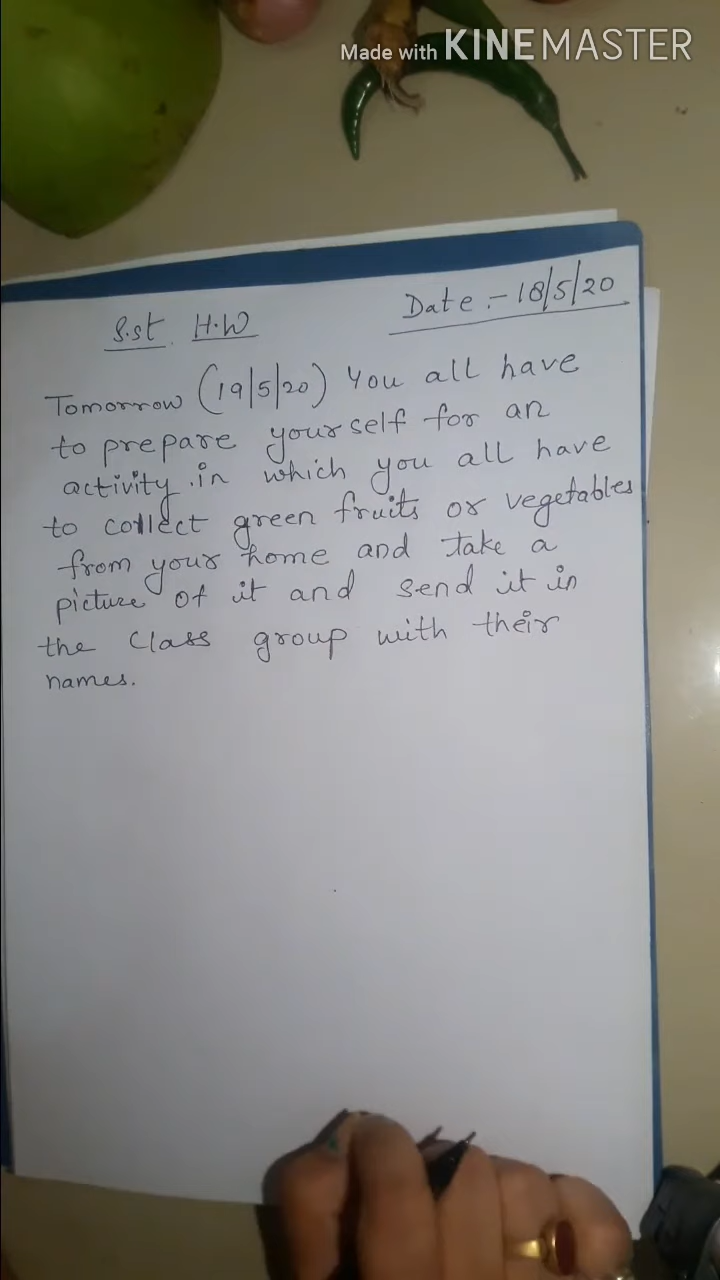 Made with KINEMASTER
S.st H.W Date :- 18/5/20
Tomorrow (19/5/20) You all have
to prepare yourself for an
activity .in which you all have
to collect green fruits or vegetables
from your home and take a
picture of it and send it in
the Class group with their
names.